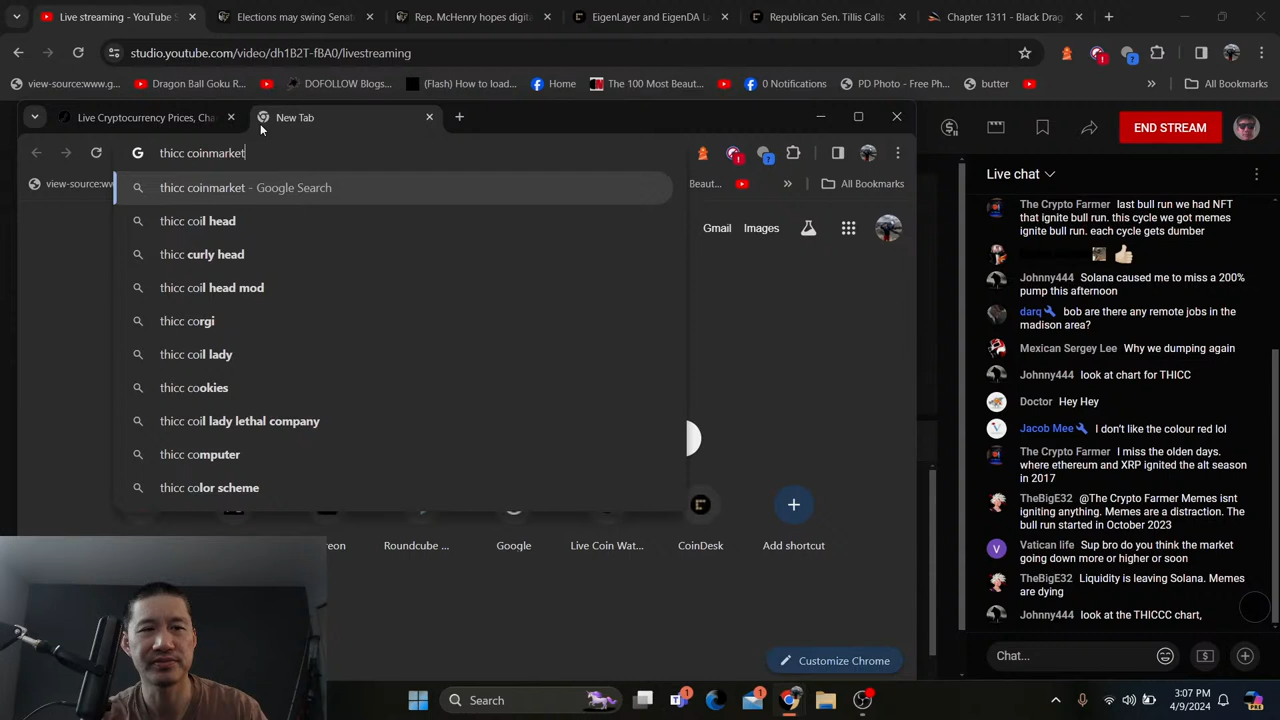 Live streaming - YouTube S
Elections may swing Senat
Rep. McHenry hopes digita
EigenLayer and EigenDA L
Republican Sen. Tillis Calls
Chapter 1311 - Black Drag
studio.youtube.com/video/dh1B2T-fBA0/livestreaming
view-source:www.g...
Dragon Ball Goku R...
DOFOLLOW Blogs...
(Flash) How to load...
Home
The 100 Most Beaut...
0 Notifications
PD Photo - Free Ph...
butter
All Bookmarks
Live Cryptocurrency Prices, Cha
New Tab
thicc coinmarket
view-source:ww
Beaut...
All Bookmarks
thicc coinmarket - Google Search
thicc coil head
thicc curly head
thicc coil head mod
thicc corgi
thicc coil lady
thicc cookies
thicc coil lady lethal company
thicc computer
thicc color scheme
Gmail
Images
reon
Roundcube ...
Google
Live Coin Wat...
CoinDesk
Add shortcut
Customize Chrome
END STREAM
Live chat
The Crypto Farmer last bull run we had NFT
that ignite bull run. this cycle we got memes
ignite bull run. each cycle gets dumber
Johnny444 Solana caused me to miss a 200%
pump this afternoon
darq bob are there any remote jobs in the
madison area?
Mexican Sergey Lee Why we dumping again
Johnny444 look at chart for THICC
Doctor Hey Hey
Jacob Mee I don't like the colour red lol
The Crypto Farmer I miss the olden days.
where ethereum and XRP ignited the alt season
in 2017
TheBigE32 @The Crypto Farmer Memes isnt
igniting anything. Memes are a distraction. The
bull run started in October 2023
Vatican life Sup bro do you think the market
going down more or higher or soon
TheBigE32 Liquidity is leaving Solana. Memes
are dying
Johnny444 look at the THICCC chart,
Chat...
Search
3:07 PM
4/9/2024